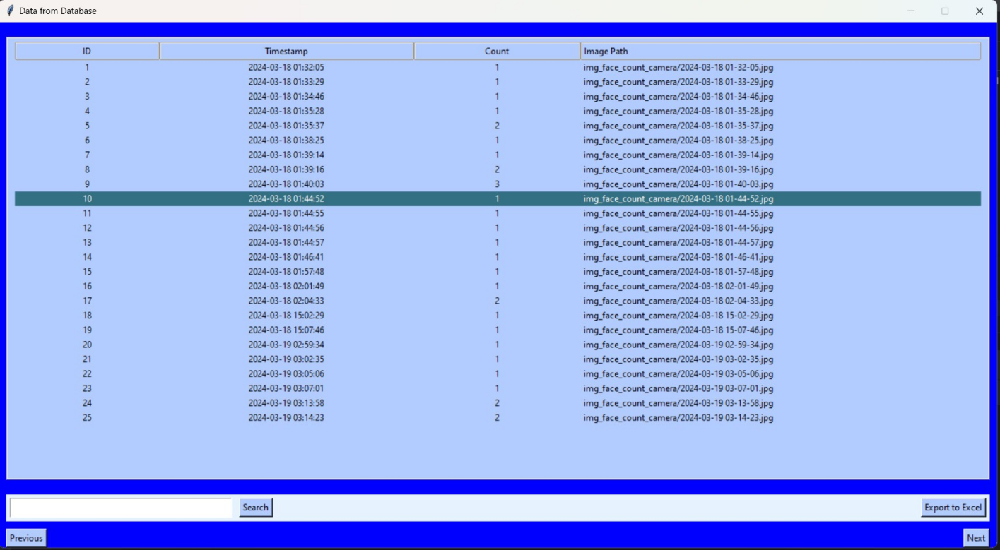 Data from Database
ID Timestamp Count Image Path
1 2024-03-18 01:32:05 1 img_face_count_camera/2024-03-18 01-32-05.jpg
2 2024-03-18 01:33:29 1 img_face_count_camera/2024-03-18 01-33-29.jpg
3 2024-03-18 01:34:46 1 img_face_count_camera/2024-03-18 01-34-46.jpg
4 2024-03-18 01:35:28 1 img_face_count_camera/2024-03-18 01-35-28.jpg
5 2024-03-18 01:35:37 2 img_face_count_camera/2024-03-18 01-35-37.jpg
6 2024-03-18 01:38:25 1 img_face_count_camera/2024-03-18 01-38-25.jpg
7 2024-03-18 01:39:14 1 img_face_count_camera/2024-03-18 01-39-14.jpg
8 2024-03-18 01:39:16 2 img_face_count_camera/2024-03-18 01-39-16.jpg
9 2024-03-18 01:40:03 3 img_face_count_camera/2024-03-18 01-40-03.jpg
10 2024-03-18 01:44:52 1 img_face_count_camera/2024-03-18 01-44-52.jpg
11 2024-03-18 01:44:55 1 img_face_count_camera/2024-03-18 01-44-55.jpg
12 2024-03-18 01:44:56 1 img_face_count_camera/2024-03-18 01-44-56.jpg
13 2024-03-18 01:44:57 1 img_face_count_camera/2024-03-18 01-44-57.jpg
14 2024-03-18 01:46:41 1 img_face_count_camera/2024-03-18 01-46-41.jpg
15 2024-03-18 01:57:48 1 img_face_count_camera/2024-03-18 01-57-48.jpg
16 2024-03-18 02:01:49 1 img_face_count_camera/2024-03-18 02-01-49.jpg
17 2024-03-18 02:04:33 2 img_face_count_camera/2024-03-18 02-04-33.jpg
18 2024-03-18 15:02:29 1 img_face_count_camera/2024-03-18 15-02-29.jpg
19 2024-03-18 15:07:46 1 img_face_count_camera/2024-03-18 15-07-46.jpg
20 2024-03-19 02:59:34 1 img_face_count_camera/2024-03-19 02-59-34.jpg
21 2024-03-19 03:02:35 1 img_face_count_camera/2024-03-19 03-02-35.jpg
22 2024-03-19 03:05:06 1 img_face_count_camera/2024-03-19 03-05-06.jpg
23 2024-03-19 03:07:01 1 img_face_count_camera/2024-03-19 03-07-01.jpg
24 2024-03-19 03:13:58 2 img_face_count_camera/2024-03-19 03-13-58.jpg
25 2024-03-19 03:14:23 2 img_face_count_camera/2024-03-19 03-14-23.jpg
Search Export to Excel
Previous Next